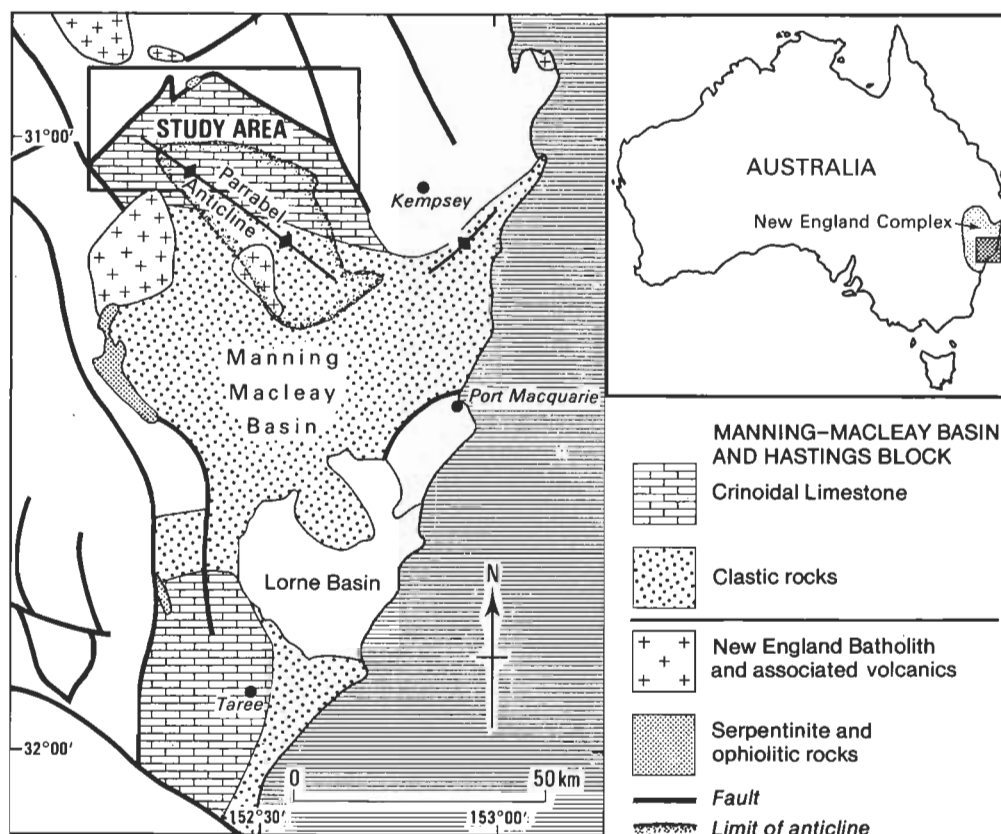 31°00'
STUDY AREA
Parrabel
Anticline
Kempsey
Manning
Macleay
Basin
Port Macquarie
Lorne Basin
N
Taree
32°00'
0 50 km
152°30' 153°00'
AUSTRALIA
New England Complex
MANNING–MACLEAY BASIN
AND HASTINGS BLOCK
Crinoidal Limestone
Clastic rocks
New England Batholith
and associated volcanics
Serpentinite and
ophiolitic rocks
Fault
Limit of anticline